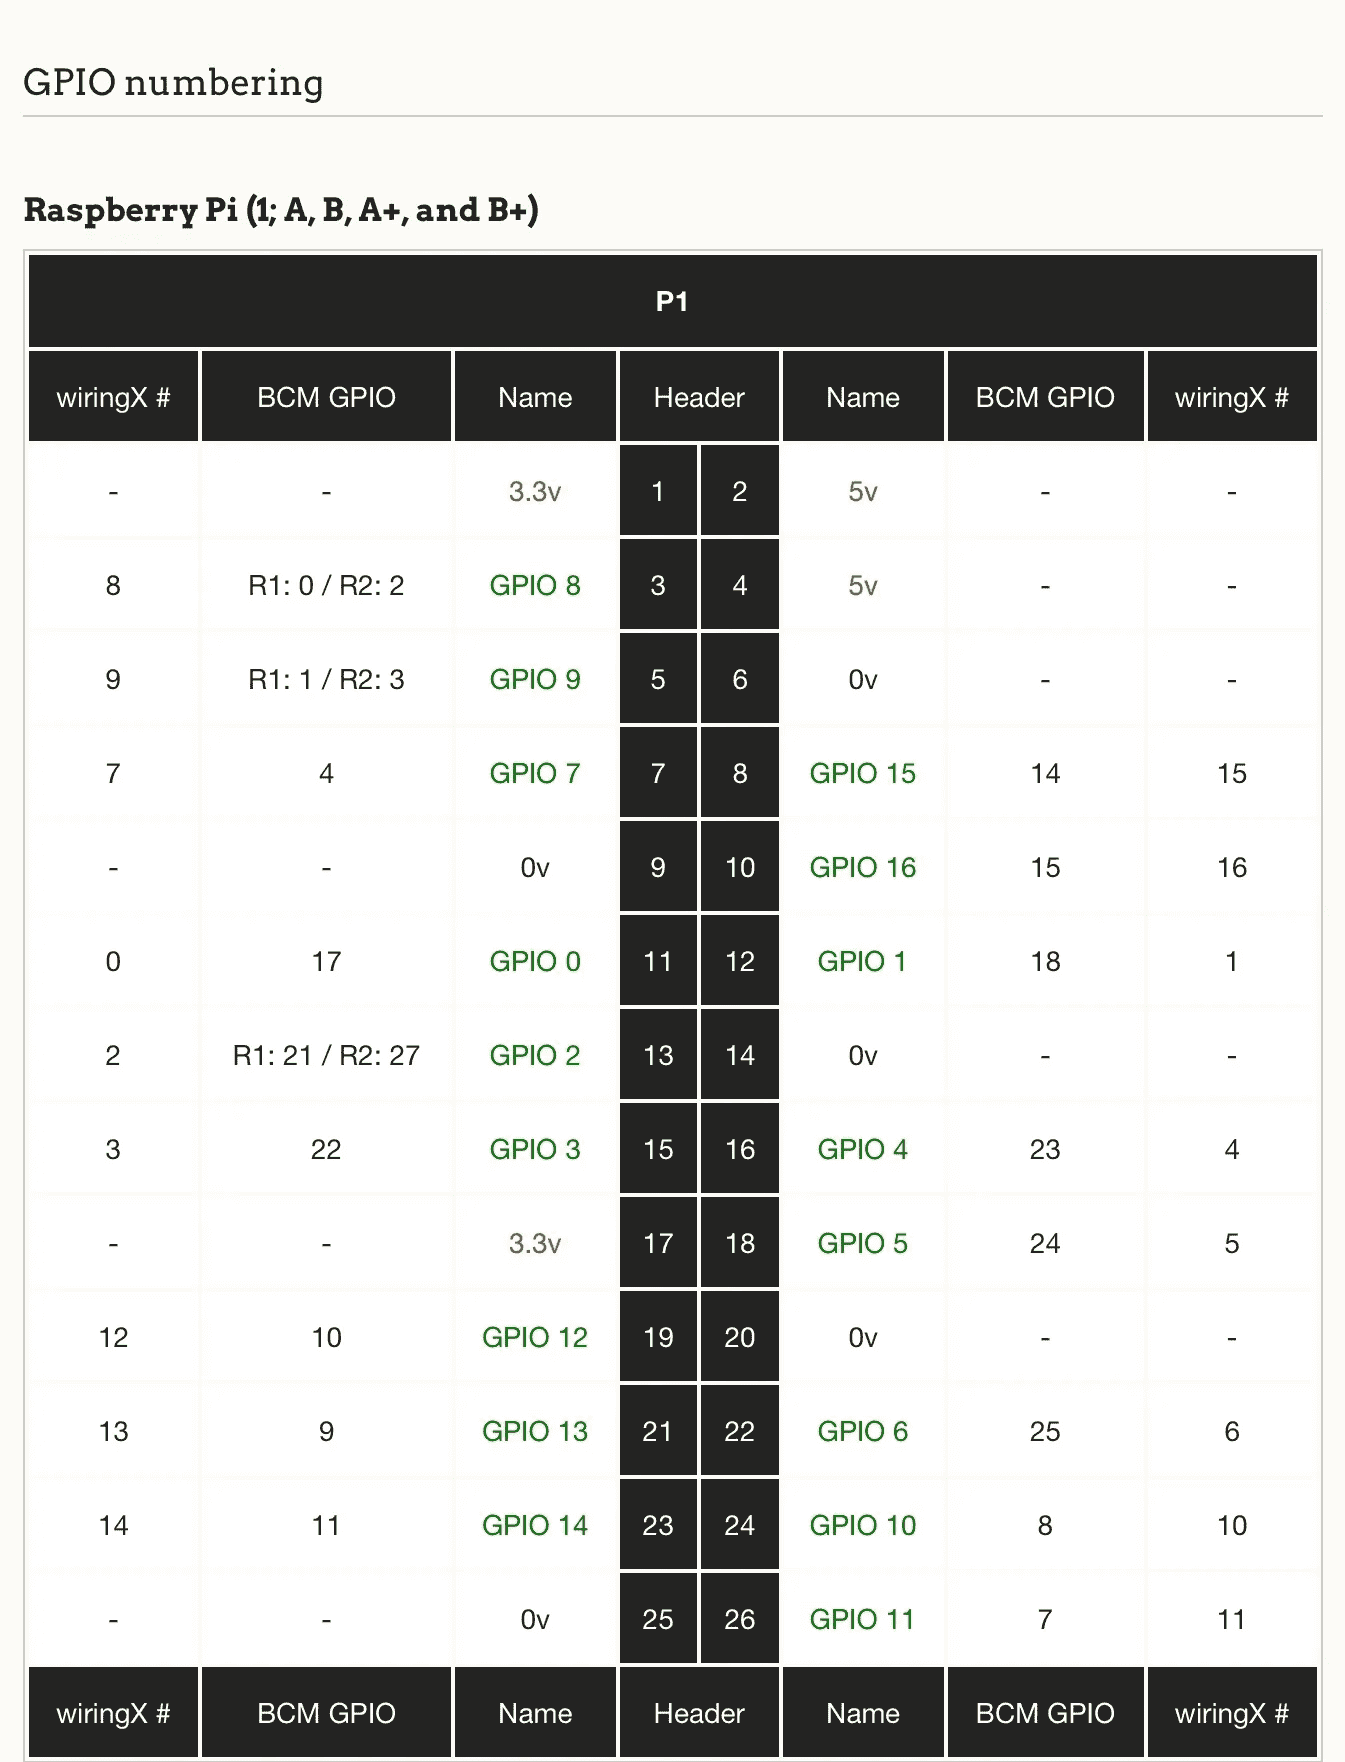 GPIO numbering
Raspberry Pi (1; A, B, A+, and B+)
P1
wiringX # BCM GPIO Name Header Name BCM GPIO wiringX #
- - 3.3v 1 2 5v - -
8 R1: 0 / R2: 2 GPIO 8 3 4 5v - -
9 R1: 1 / R2: 3 GPIO 9 5 6 0v - -
7 4 GPIO 7 7 8 GPIO 15 14 15
- - 0v 9 10 GPIO 16 15 16
0 17 GPIO 0 11 12 GPIO 1 18 1
2 R1: 21 / R2: 27 GPIO 2 13 14 0v - -
3 22 GPIO 3 15 16 GPIO 4 23 4
- - 3.3v 17 18 GPIO 5 24 5
12 10 GPIO 12 19 20 0v - -
13 9 GPIO 13 21 22 GPIO 6 25 6
14 11 GPIO 14 23 24 GPIO 10 8 10
- - 0v 25 26 GPIO 11 7 11
wiringX # BCM GPIO Name Header Name BCM GPIO wiringX #